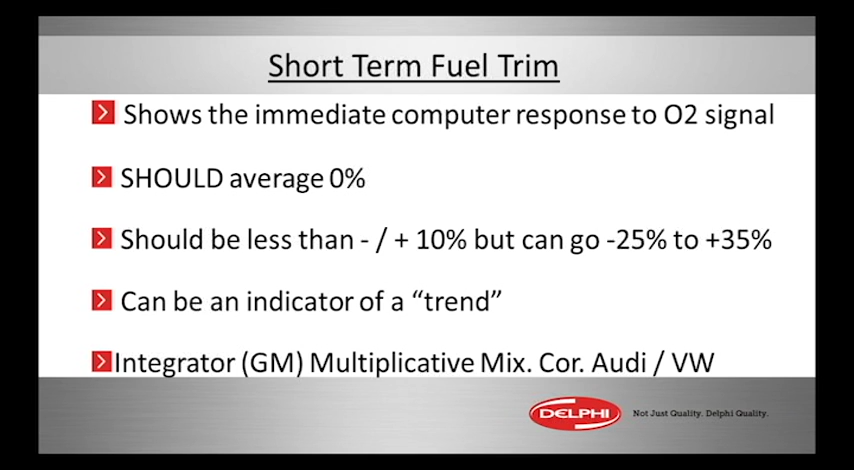 Short Term Fuel Trim
Shows the immediate computer response to O2 signal
SHOULD average 0%
Should be less than - / + 10% but can go -25% to +35%
Can be an indicator of a “trend”
Integrator (GM) Multiplicative Mix. Cor. Audi / VW
DELPHI Not Just Quality. Delphi Quality.